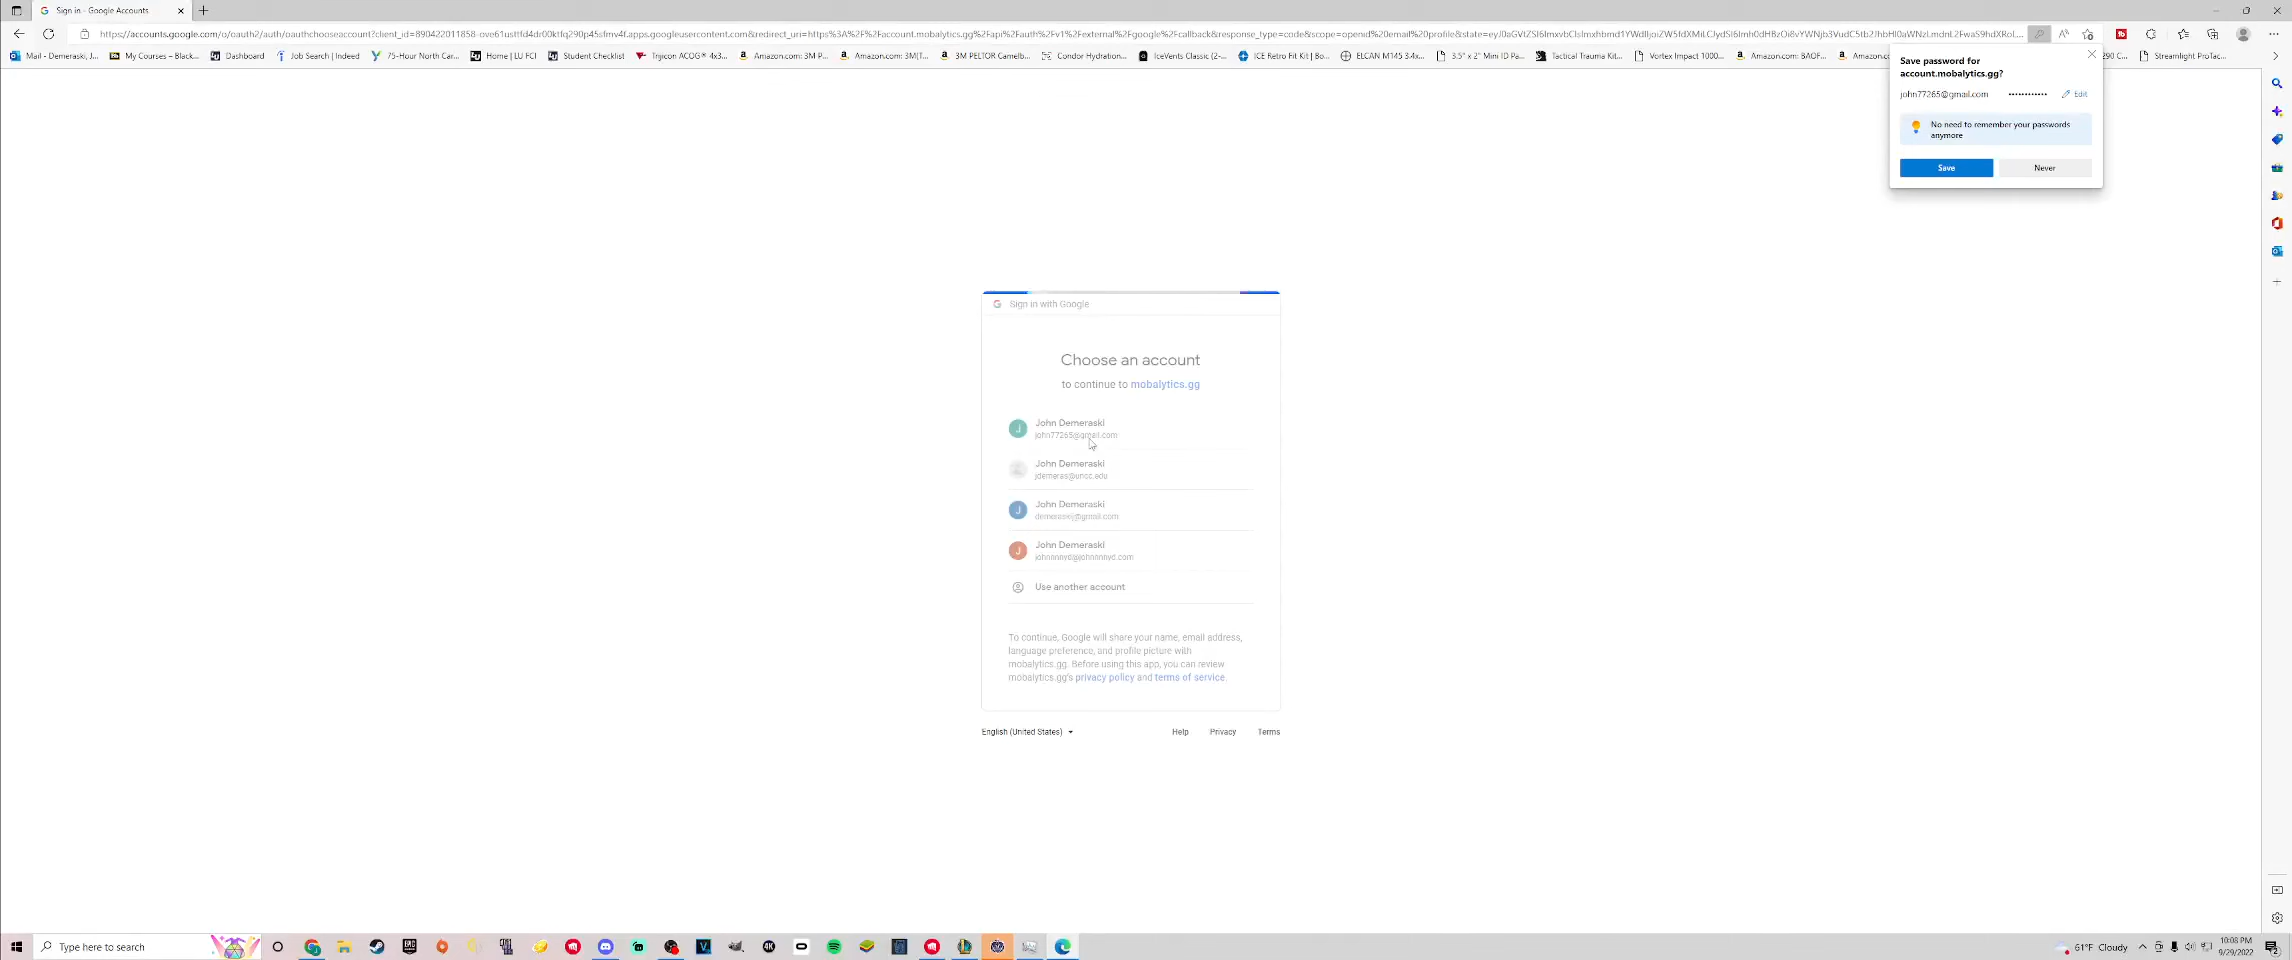 Sign in - Google Accounts
Mail - Demeraski, J...
My Courses – Black...
Dashboard
Job Search | Indeed
75-Hour North Car...
Home | LU FCI
Student Checklist
Trijicon ACOG® 4x3...
Amazon.com: 3M P...
Amazon.com: 3M(T...
3M PELTOR Camelb...
Condor Hydration...
IceVents Classic (2-...
ICE Retro Fit Kit | Bo...
ELCAN M145 3.4x...
3.5" x 2" Mini ID Pa...
Tactical Trauma Kit...
Vortex Impact 1000...
Amazon.com: BAOF...
Streamlight ProTac...
Save password for
account.mobalytics.gg?
john77265@gmail.com
Edit
No need to remember your passwords
anymore
Save
Never
Sign in with Google
Choose an account
to continue to mobalytics.gg
John Demeraski
john77265@gmail.com
John Demeraski
jdemeras@uncc.edu
John Demeraski
John Demeraski
johnnnnyd@johnnnnyd.com
Use another account
To continue, Google will share your name, email address,
language preference, and profile picture with
mobalytics.gg. Before using this app, you can review
mobalytics.gg's privacy policy and terms of service.
English (United States)
Help
Privacy
Terms
Type here to search
61°F Cloudy
10:08 PM
9/29/2022